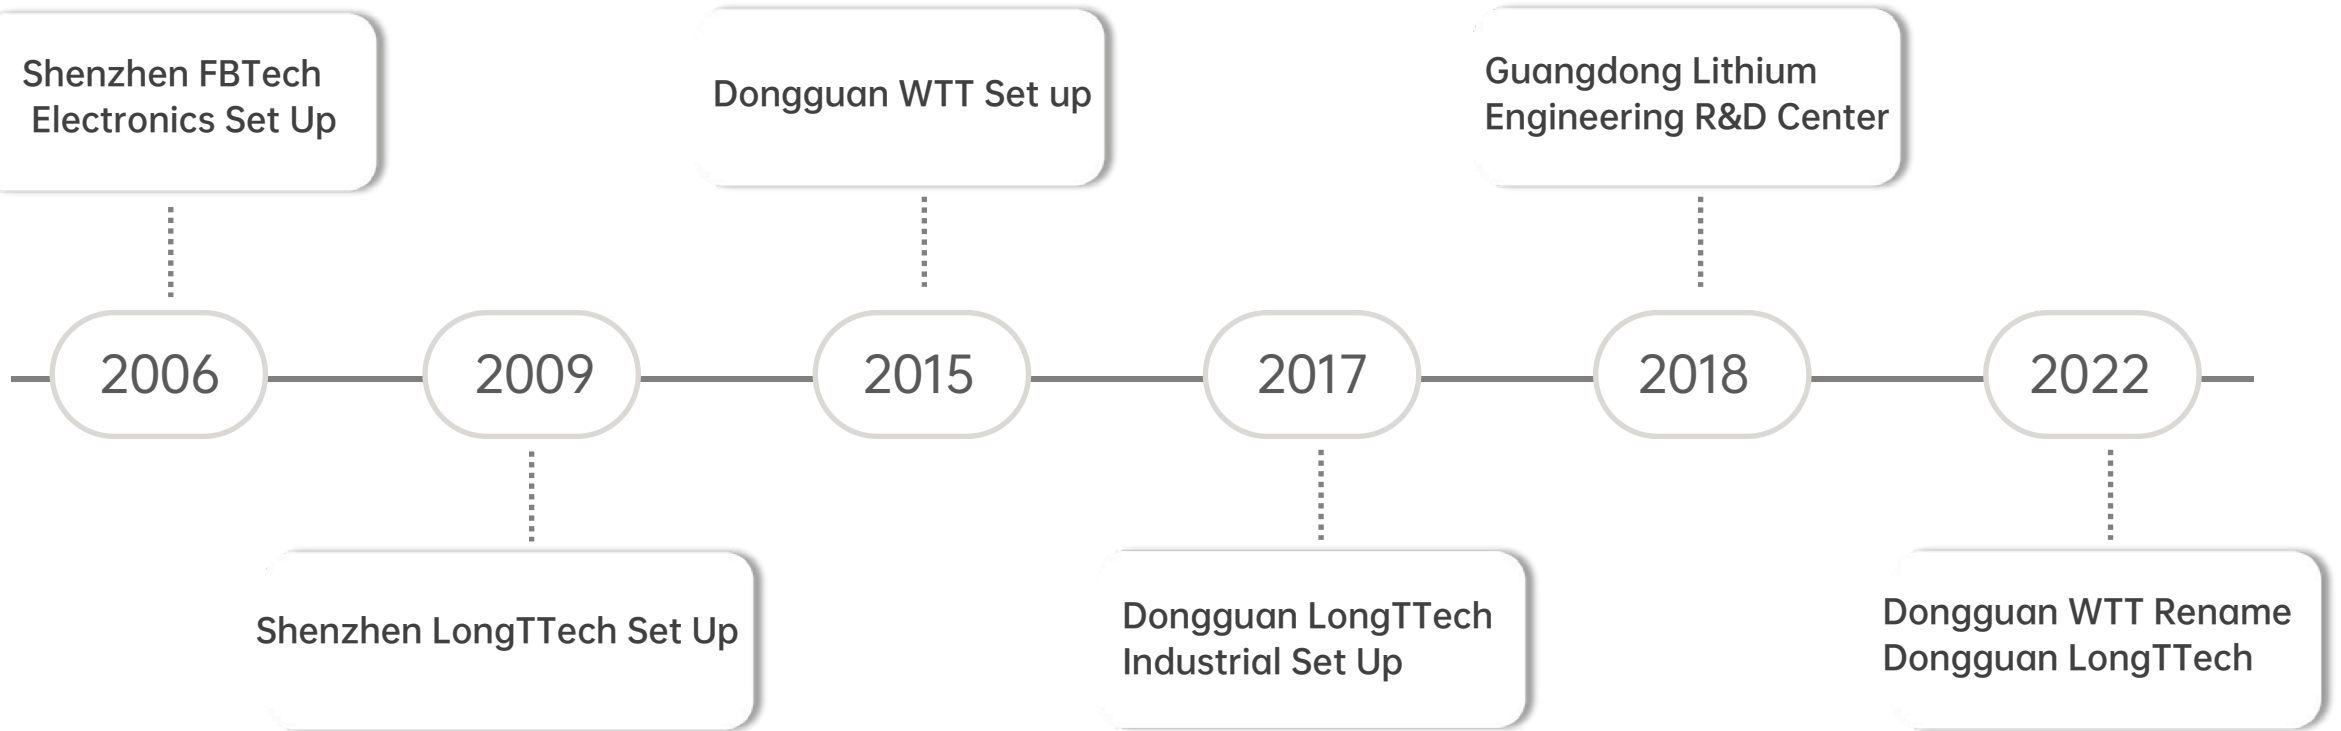 Shenzhen FBTech
Electronics Set Up
Dongguan WTT Set up
Guangdong Lithium
Engineering R&D Center
2006
2009
2015
2017
2018
2022
Shenzhen LongTTech Set Up
Dongguan LongTTech
Industrial Set Up
Dongguan WTT Rename
Dongguan LongTTech